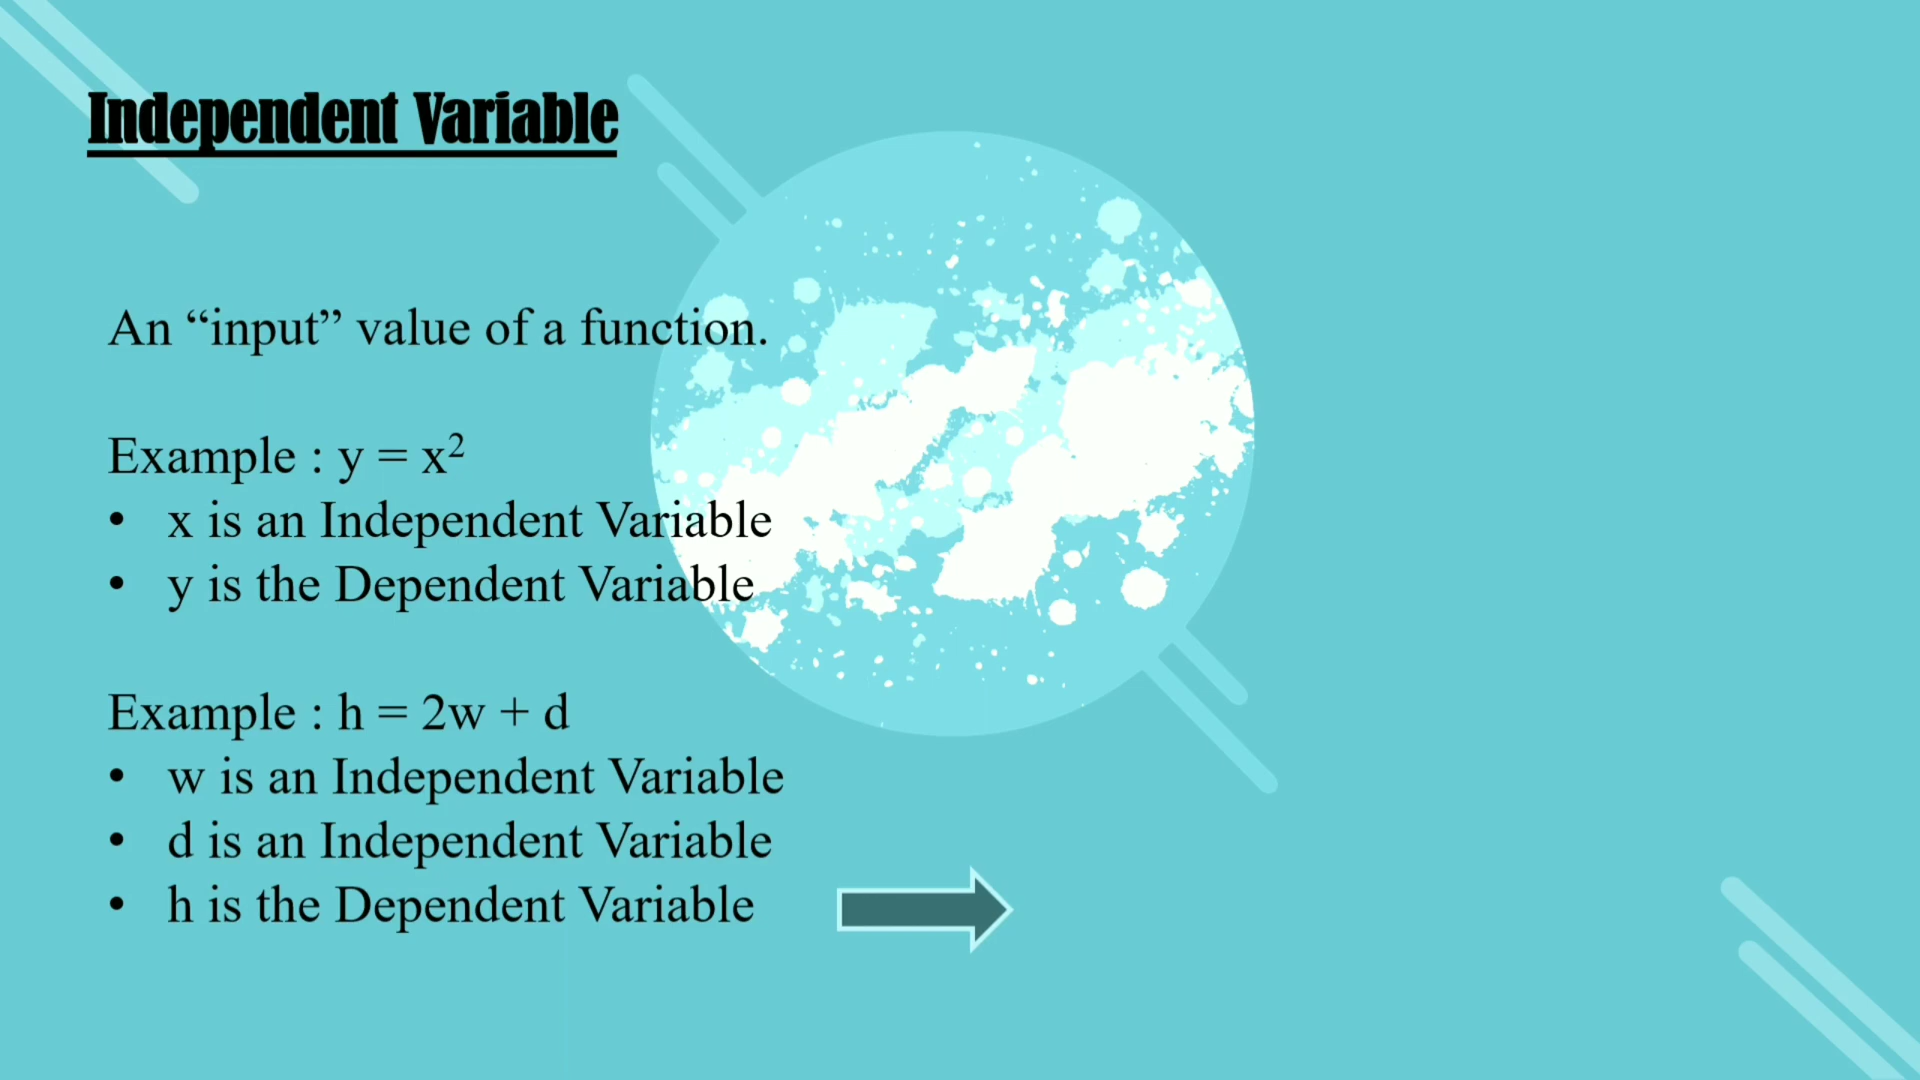 Independent Variable
An “input” value of a function.
Example : y = x²
• x is an Independent Variable
• y is the Dependent Variable
Example : h = 2w + d
• w is an Independent Variable
• d is an Independent Variable
• h is the Dependent Variable